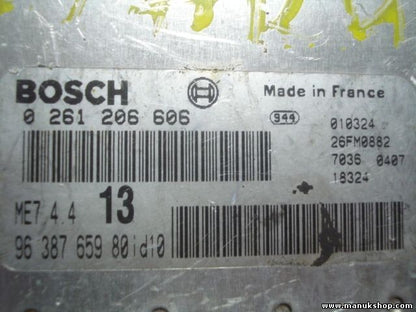 BOSCH
Made in France
0 261 206 606
944
010324
26FM0882
7036 0407
18324
ME7 4.4 13
96 387 659 80id10
www.manukshop.com